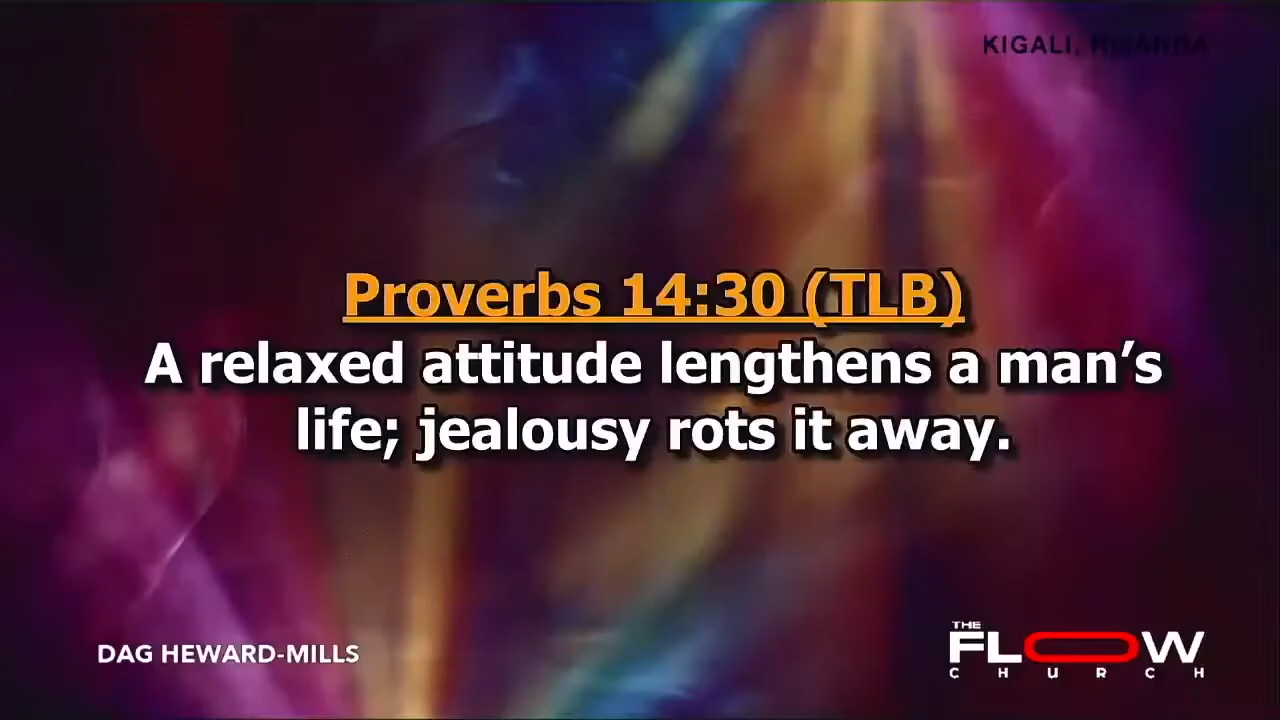 KIGALI, RWANDA
Proverbs 14:30 (TLB)
A relaxed attitude lengthens a man’s
life; jealousy rots it away.
DAG HEWARD-MILLS
THE
FLOW
CHURCH